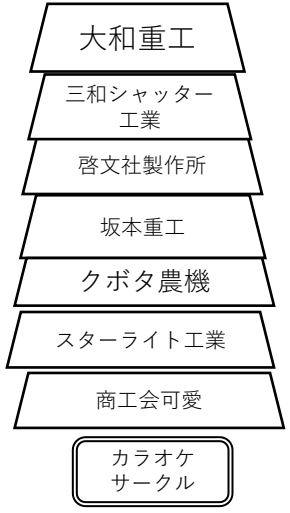 大和重工
三和シャッター
工業
啓文社製作所
坂本重工
クボタ農機
スターライト工業
商工会可愛
カラオケ
サークル